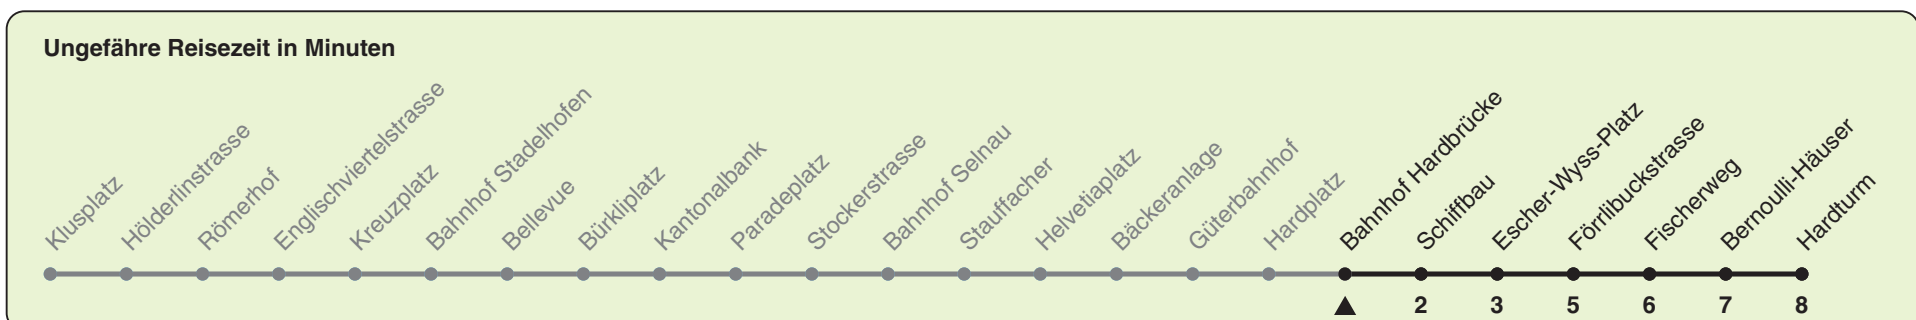 Ungefähre Reisezeit in Minuten
Klusplatz
Hölderlinstrasse
Römerhof
Englischviertelstrasse
Kreuzplatz
Bahnhof Stadelhofen
Bellevue
Bürkliplatz
Kantonalbank
Paradeplatz
Stockerstrasse
Bahnhof Selnau
Stauffacher
Helvetiaplatz
Bäckeranlage
Güterbahnhof
Hardplatz
Bahnhof Hardbrücke
Schiffbau
Escher-Wyss-Platz
Förrlibuckstrasse
Fischerweg
Bernoulli-Häuser
Hardturm
2 3 5 6 7 8